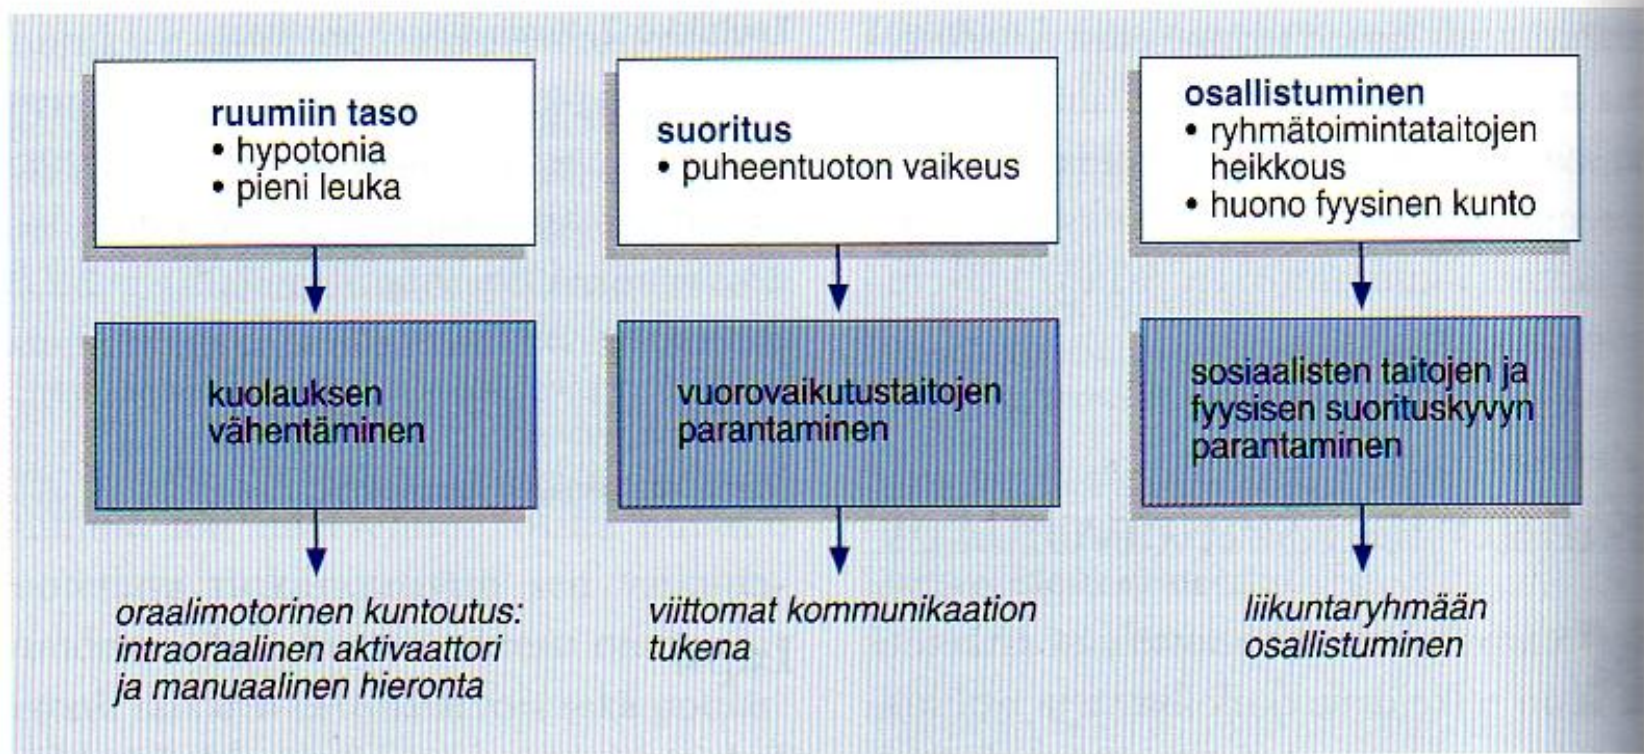 ruumiin taso
• hypotonia
• pieni leuka
kuolauksen
vähentäminen
oraalimotorinen kuntoutus:
intraoraalinen aktivaattori
ja manuaalinen hieronta
suoritus
• puheentuoton vaikeus
vuorovaikutustaitojen
parantaminen
viittomat kommunikaation
tukena
osallistuminen
• ryhmätoimintataitojen
heikkous
• huono fyysinen kunto
sosiaalisten taitojen ja
fyysisen suorituskyvyn
parantaminen
liikuntaryhmään
osallistuminen